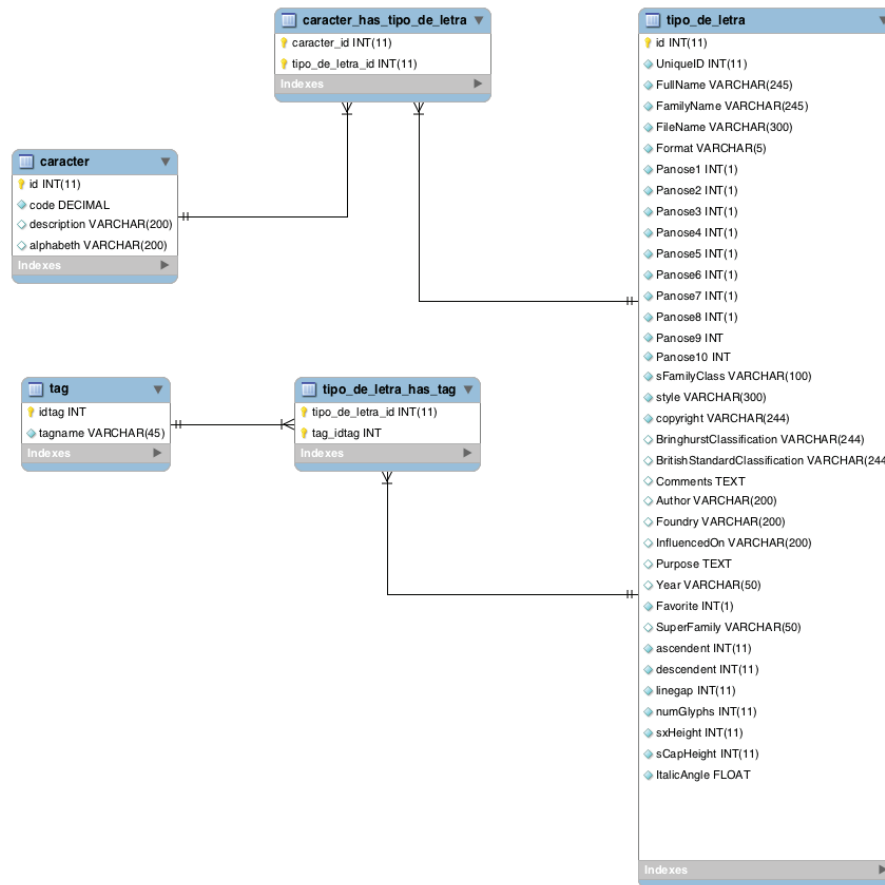 caracter_has_tipo_de_letra
caracter_id INT(11)
tipo_de_letra_id INT(11)
Indexes
caracter
id INT(11)
code DECIMAL
description VARCHAR(200)
alphabeth VARCHAR(200)
Indexes
tag
idtag INT
tagname VARCHAR(45)
Indexes
tipo_de_letra_has_tag
tipo_de_letra_id INT(11)
tag_idtag INT
Indexes
tipo_de_letra
id INT(11)
UniqueID INT(11)
FullName VARCHAR(245)
FamilyName VARCHAR(245)
FileName VARCHAR(300)
Format VARCHAR(5)
Panose1 INT(1)
Panose2 INT(1)
Panose3 INT(1)
Panose4 INT(1)
Panose5 INT(1)
Panose6 INT(1)
Panose7 INT(1)
Panose8 INT(1)
Panose9 INT
Panose10 INT
sFamilyClass VARCHAR(100)
style VARCHAR(300)
copyright VARCHAR(244)
BringhurstClassification VARCHAR(244)
BritishStandardClassification VARCHAR(244
Comments TEXT
Author VARCHAR(200)
Foundry VARCHAR(200)
InfluencedOn VARCHAR(200)
Purpose TEXT
Year VARCHAR(50)
Favorite INT(1)
SuperFamily VARCHAR(50)
ascendent INT(11)
descendent INT(11)
linegap INT(11)
numGlyphs INT(11)
sxHeight INT(11)
sCapHeight INT(11)
ItalicAngle FLOAT
Indexes